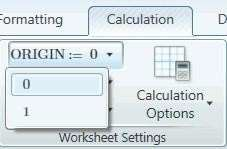 Formatting Calculation D
ORIGIN := 0
0
1
Calculation
Options
Worksheet Settings